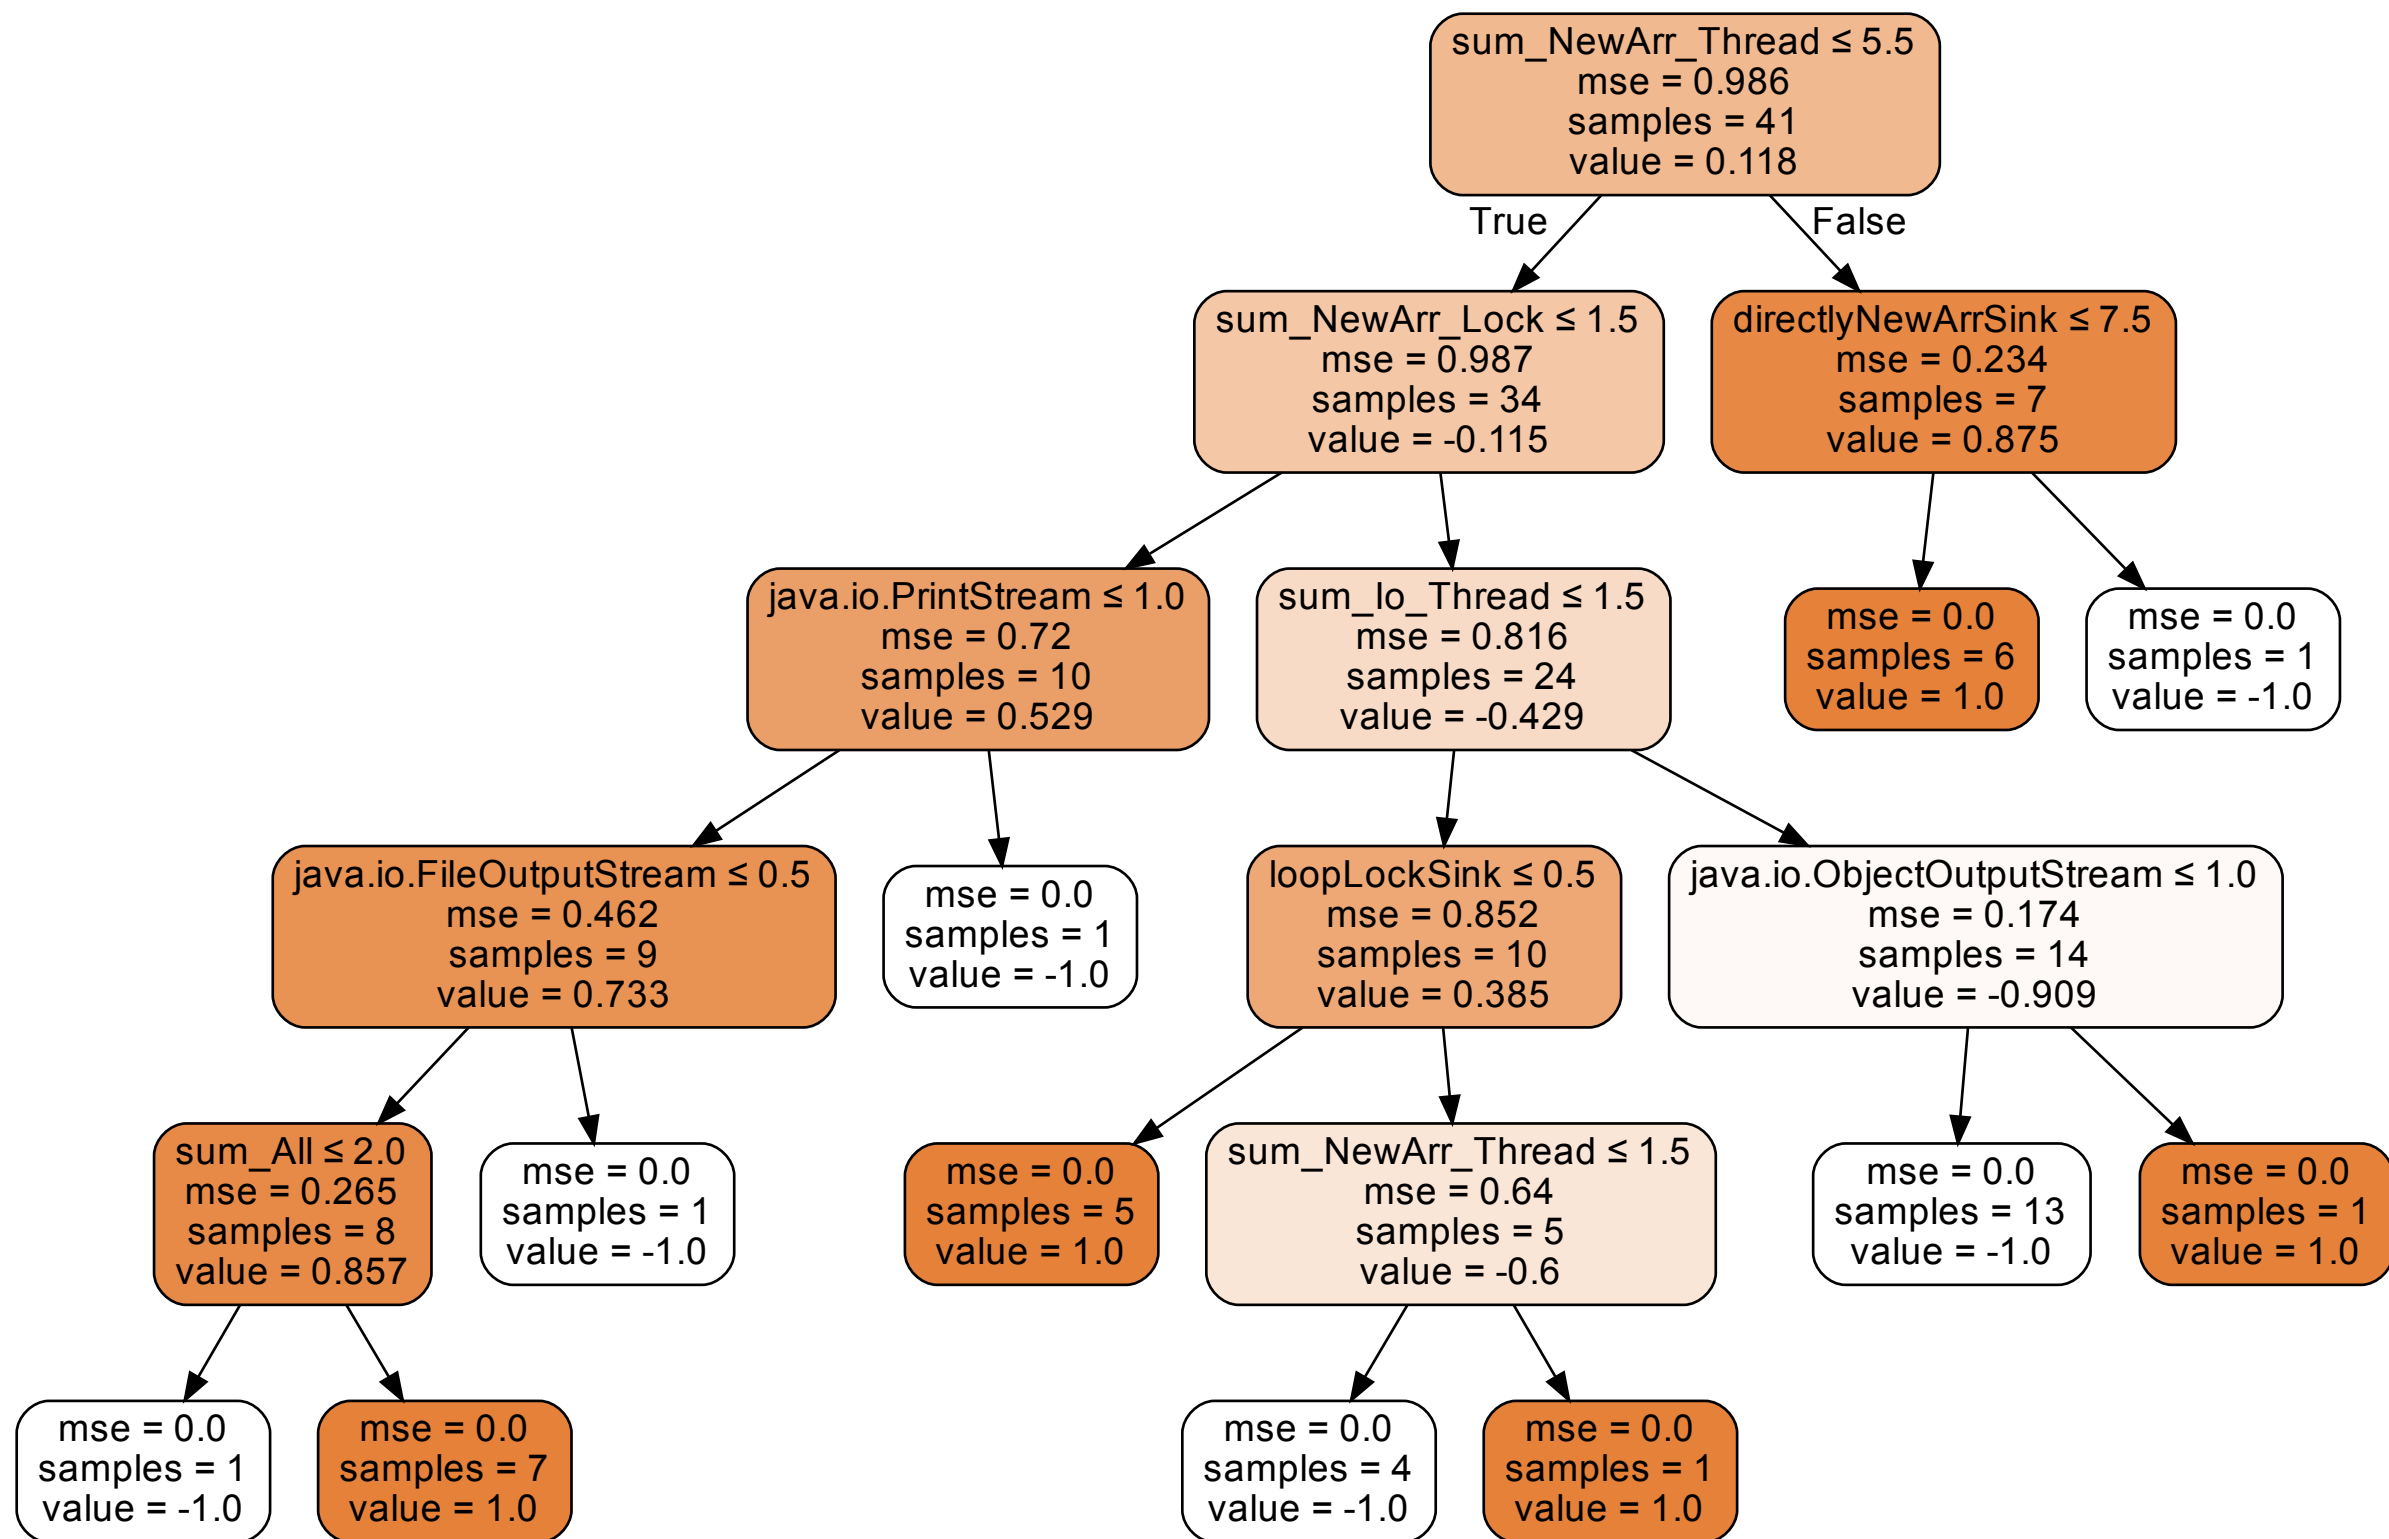 sum_NewArr_Thread ≤ 5.5
mse = 0.986
samples = 41
value = 0.118
True
False
sum_NewArr_Lock ≤ 1.5
mse = 0.987
samples = 34
value = -0.115
directlyNewArrSink ≤ 7.5
mse = 0.234
samples = 7
value = 0.875
java.io.PrintStream ≤ 1.0
mse = 0.72
samples = 10
value = 0.529
sum_Io_Thread ≤ 1.5
mse = 0.816
samples = 24
value = -0.429
mse = 0.0
samples = 6
value = 1.0
mse = 0.0
samples = 1
value = -1.0
java.io.FileOutputStream ≤ 0.5
mse = 0.462
samples = 9
value = 0.733
mse = 0.0
samples = 1
value = -1.0
loopLockSink ≤ 0.5
mse = 0.852
samples = 10
value = 0.385
java.io.ObjectOutputStream ≤ 1.0
mse = 0.174
samples = 14
value = -0.909
sum_All ≤ 2.0
mse = 0.265
samples = 8
value = 0.857
mse = 0.0
samples = 1
value = -1.0
mse = 0.0
samples = 5
value = 1.0
sum_NewArr_Thread ≤ 1.5
mse = 0.64
samples = 5
value = -0.6
mse = 0.0
samples = 13
value = -1.0
mse = 0.0
samples = 1
value = 1.0
mse = 0.0
samples = 1
value = -1.0
mse = 0.0
samples = 7
value = 1.0
mse = 0.0
samples = 4
value = -1.0
mse = 0.0
samples = 1
value = 1.0